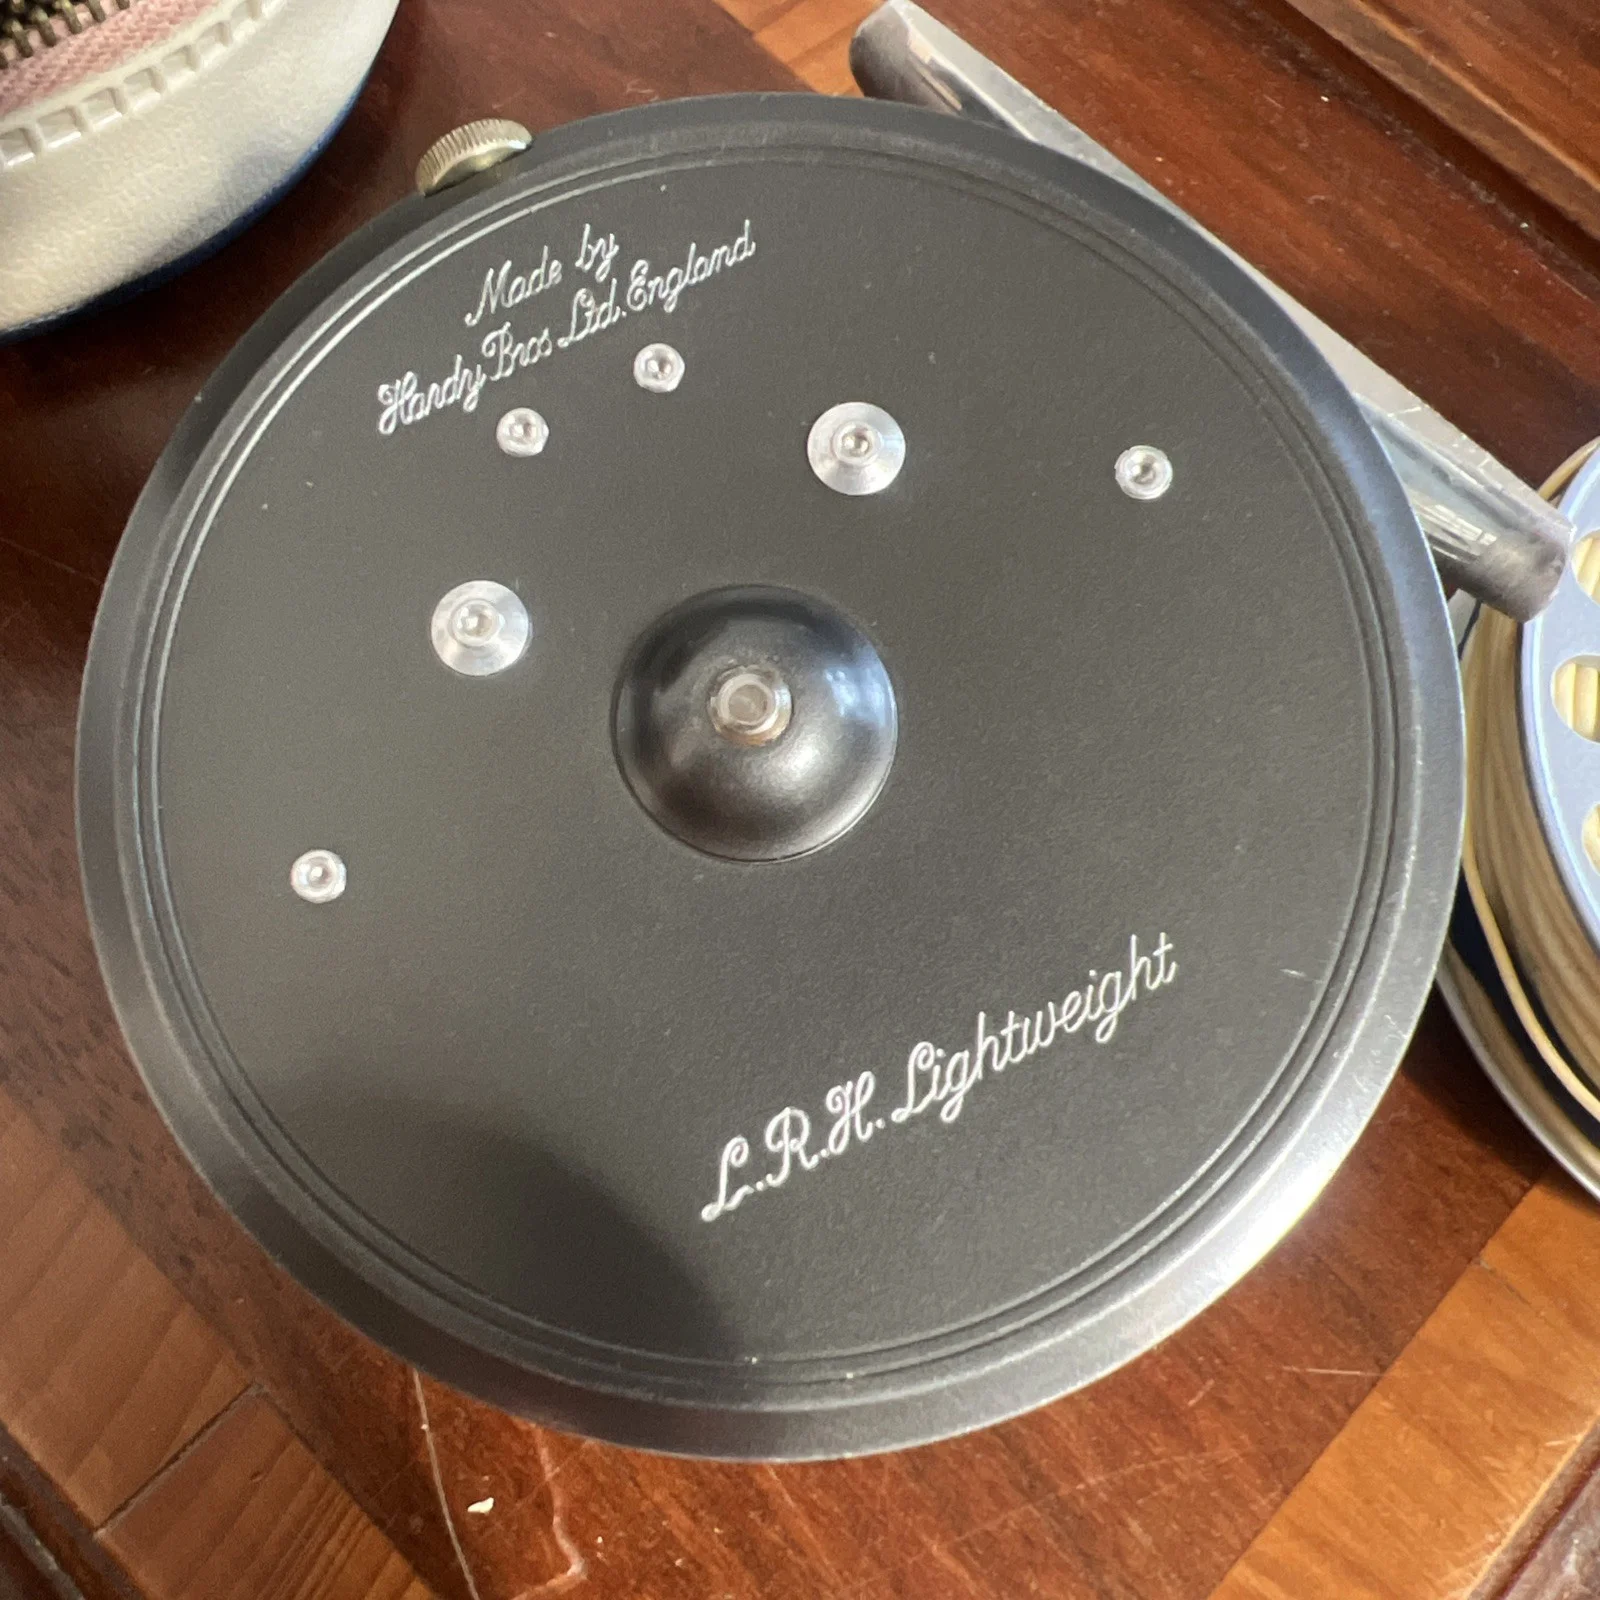 Made by
Hardy Bros Ltd. England
L.R.H. Lightweight